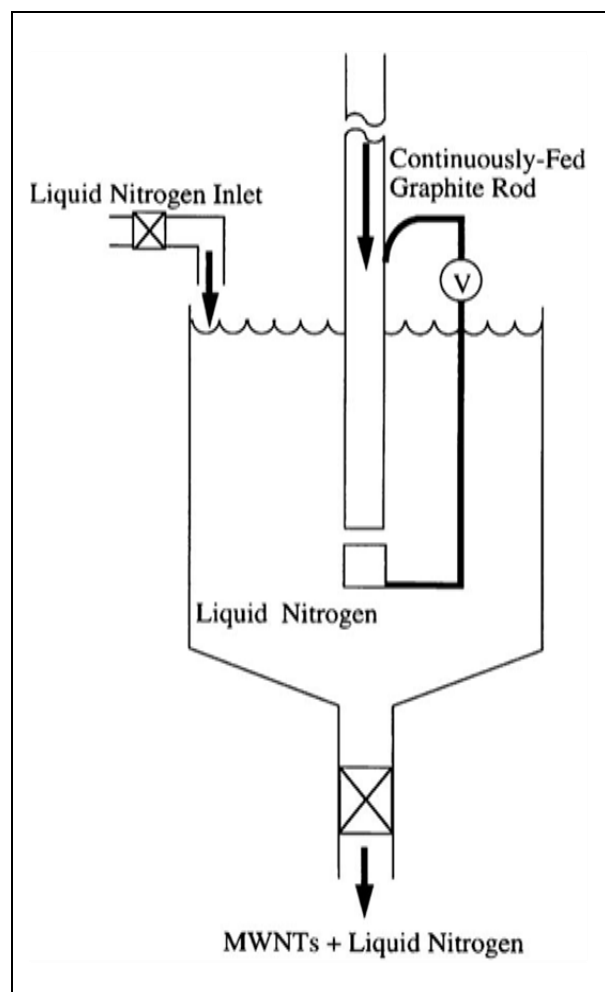 Continuously-Fed
Graphite Rod
Liquid Nitrogen Inlet
V
Liquid Nitrogen
MWNTs + Liquid Nitrogen